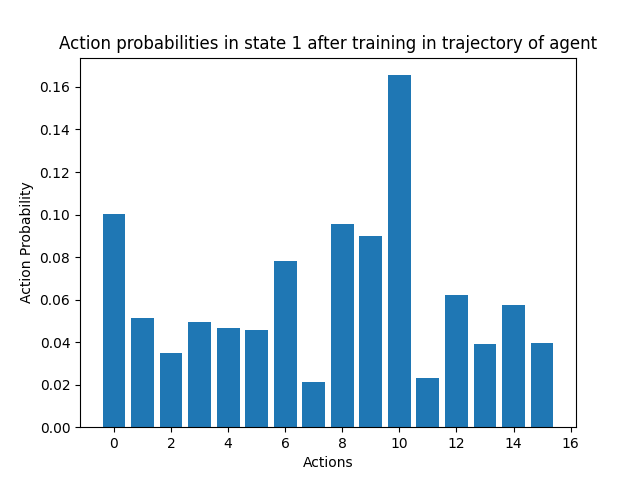 Action probabilities in state 1 after training in trajectory of agent
0.16
0.14
0.12
0.10
0.08
0.06
0.04
0.02
0.00
Action Probability
0 2 4 6 8 10 12 14 16
Actions